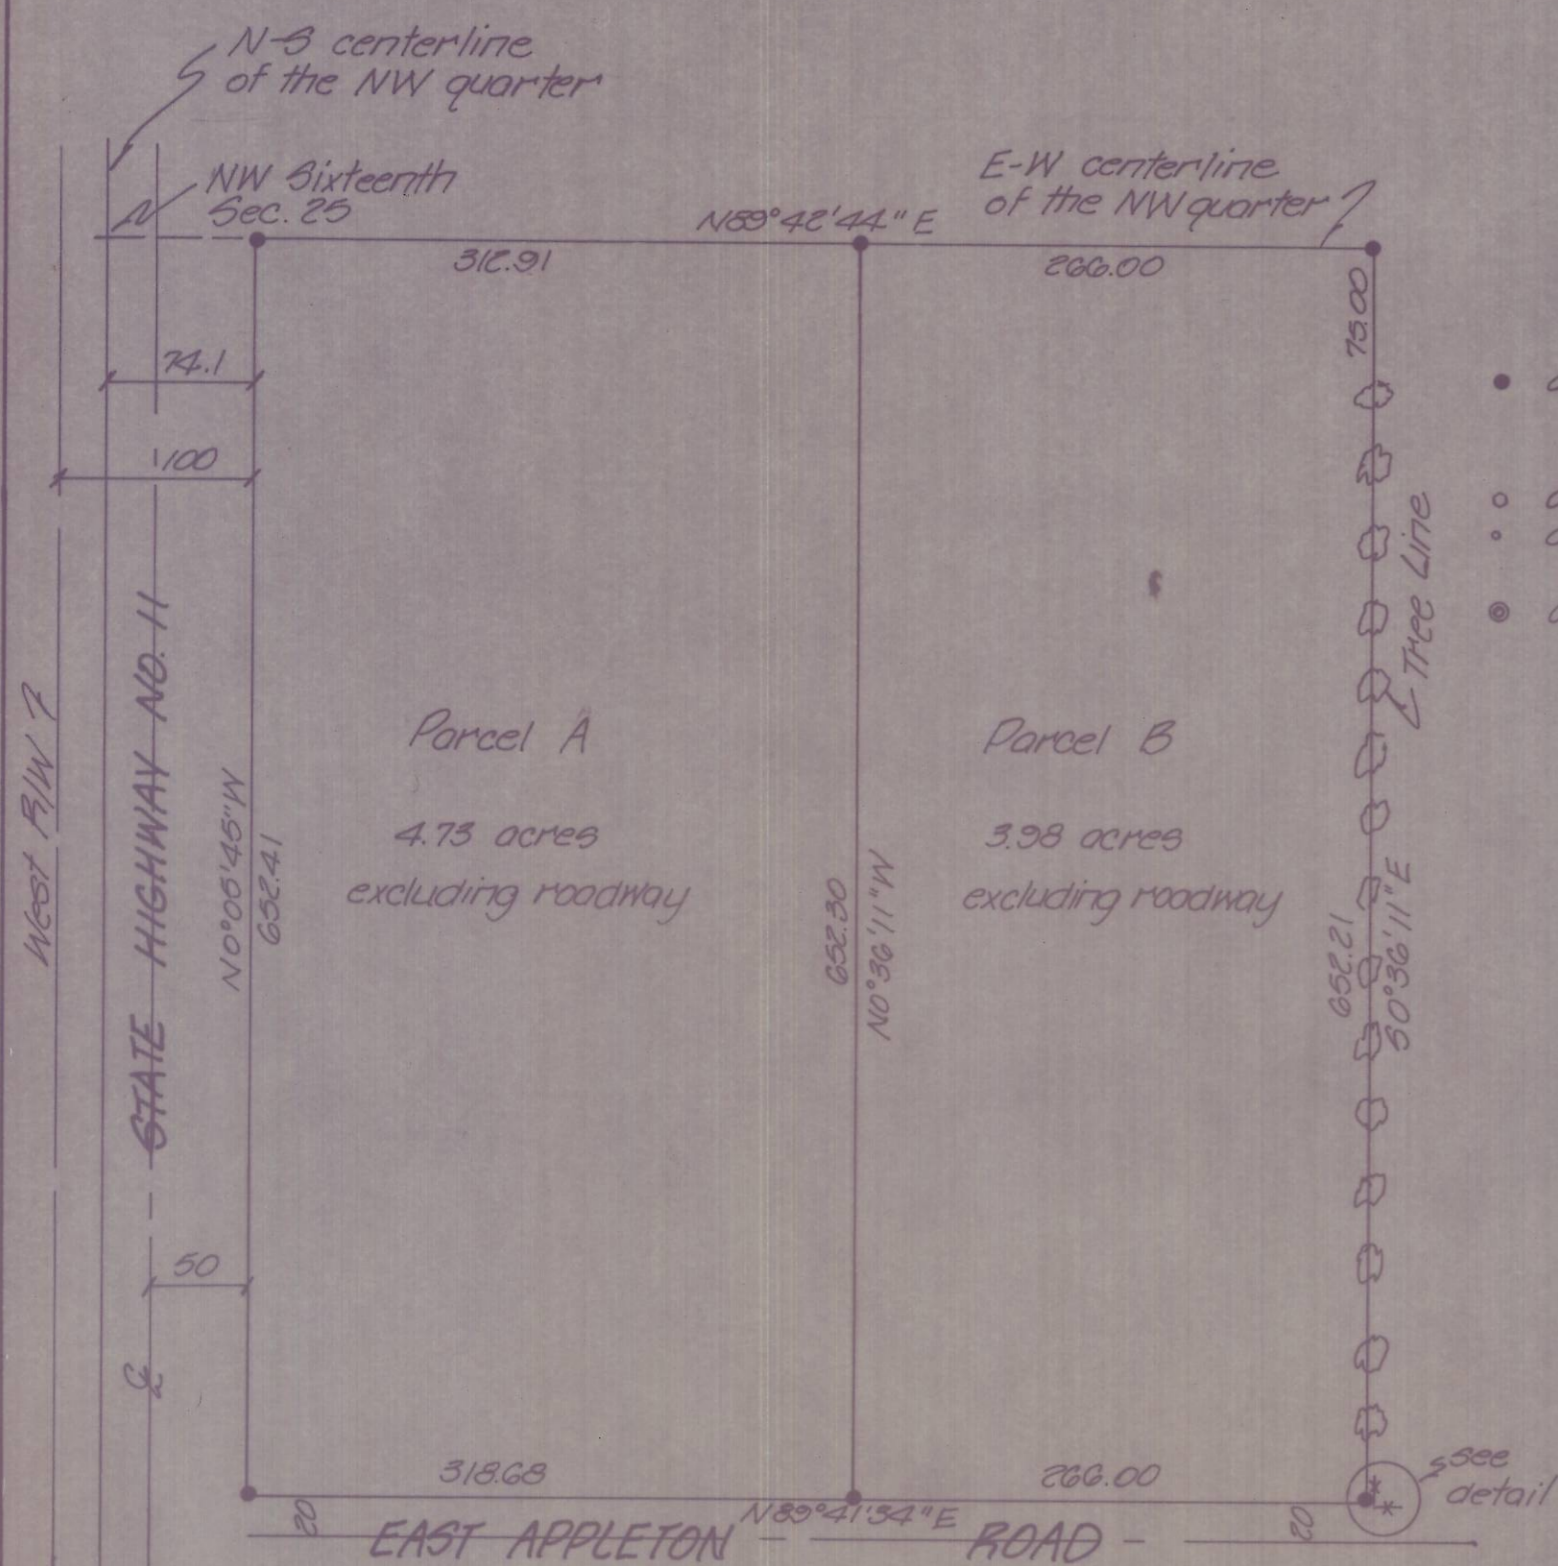 N-S centerline
of the NW quarter
NW Sixteenth
Sec. 25
E-W centerline
of the NW quarter
N89°42'44"E
312.91
266.00
75.00
74.1
100
Tree Line
West R/W
STATE HIGHWAY NO. 11
N0°05'45"W
652.41
Parcel A
4.73 acres
excluding roadway
652.30
N0°36'11"W
Parcel B
3.98 acres
excluding roadway
652.21
S0°36'11"E
50
℄
318.68
266.00
see
detail
20
N89°41'34"E
20
EAST APPLETON ROAD